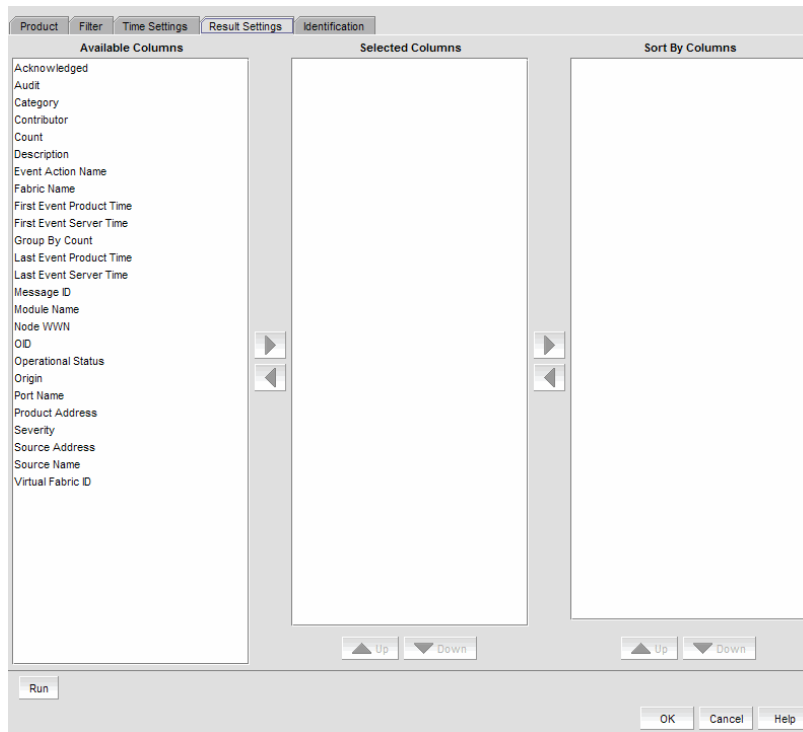 Product Filter Time Settings Result Settings Identification
Available Columns Selected Columns Sort By Columns
Acknowledged
Audit
Category
Contributor
Count
Description
Event Action Name
Fabric Name
First Event Product Time
First Event Server Time
Group By Count
Last Event Product Time
Last Event Server Time
Message ID
Module Name
Node WWN
OID
Operational Status
Origin
Port Name
Product Address
Severity
Source Address
Source Name
Virtual Fabric ID
Up Down Up Down
Run
OK Cancel Help